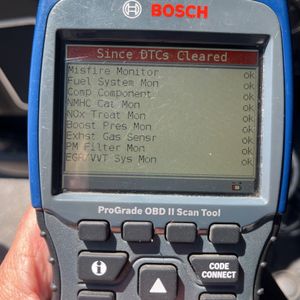 BOSCH
Since DTCs Cleared
Misfire Monitor ok
Fuel System Mon ok
Comp Component ok
NMHC Cat Mon ok
NOx Treat Mon ok
Boost Pres Mon ok
Exhst Gas Sensr ok
PM Filter Mon ok
EGR/VVT Sys Mon ok
ProGrade OBD II Scan Tool
i
CODE
CONNECT